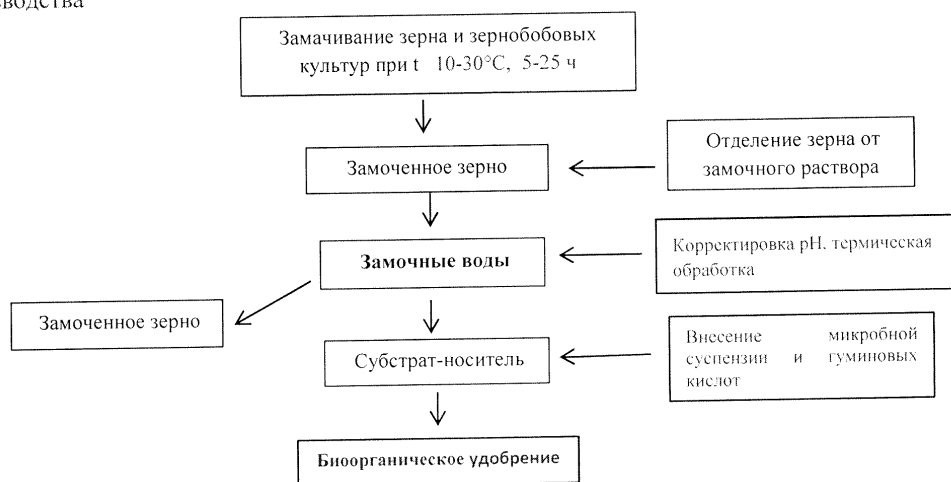 Замачивание зерна и зернобобовых
культур при t 10-30°С, 5-25 ч
Отделение зерна от
замочного раствора
Замоченное зерно
Замочные воды
Корректировка рН. термическая
обработка
Замоченное зерно
Субстрат-носитель
Внесение микробной
суспензии и гуминовых
кислот
Биоорганическое удобрение